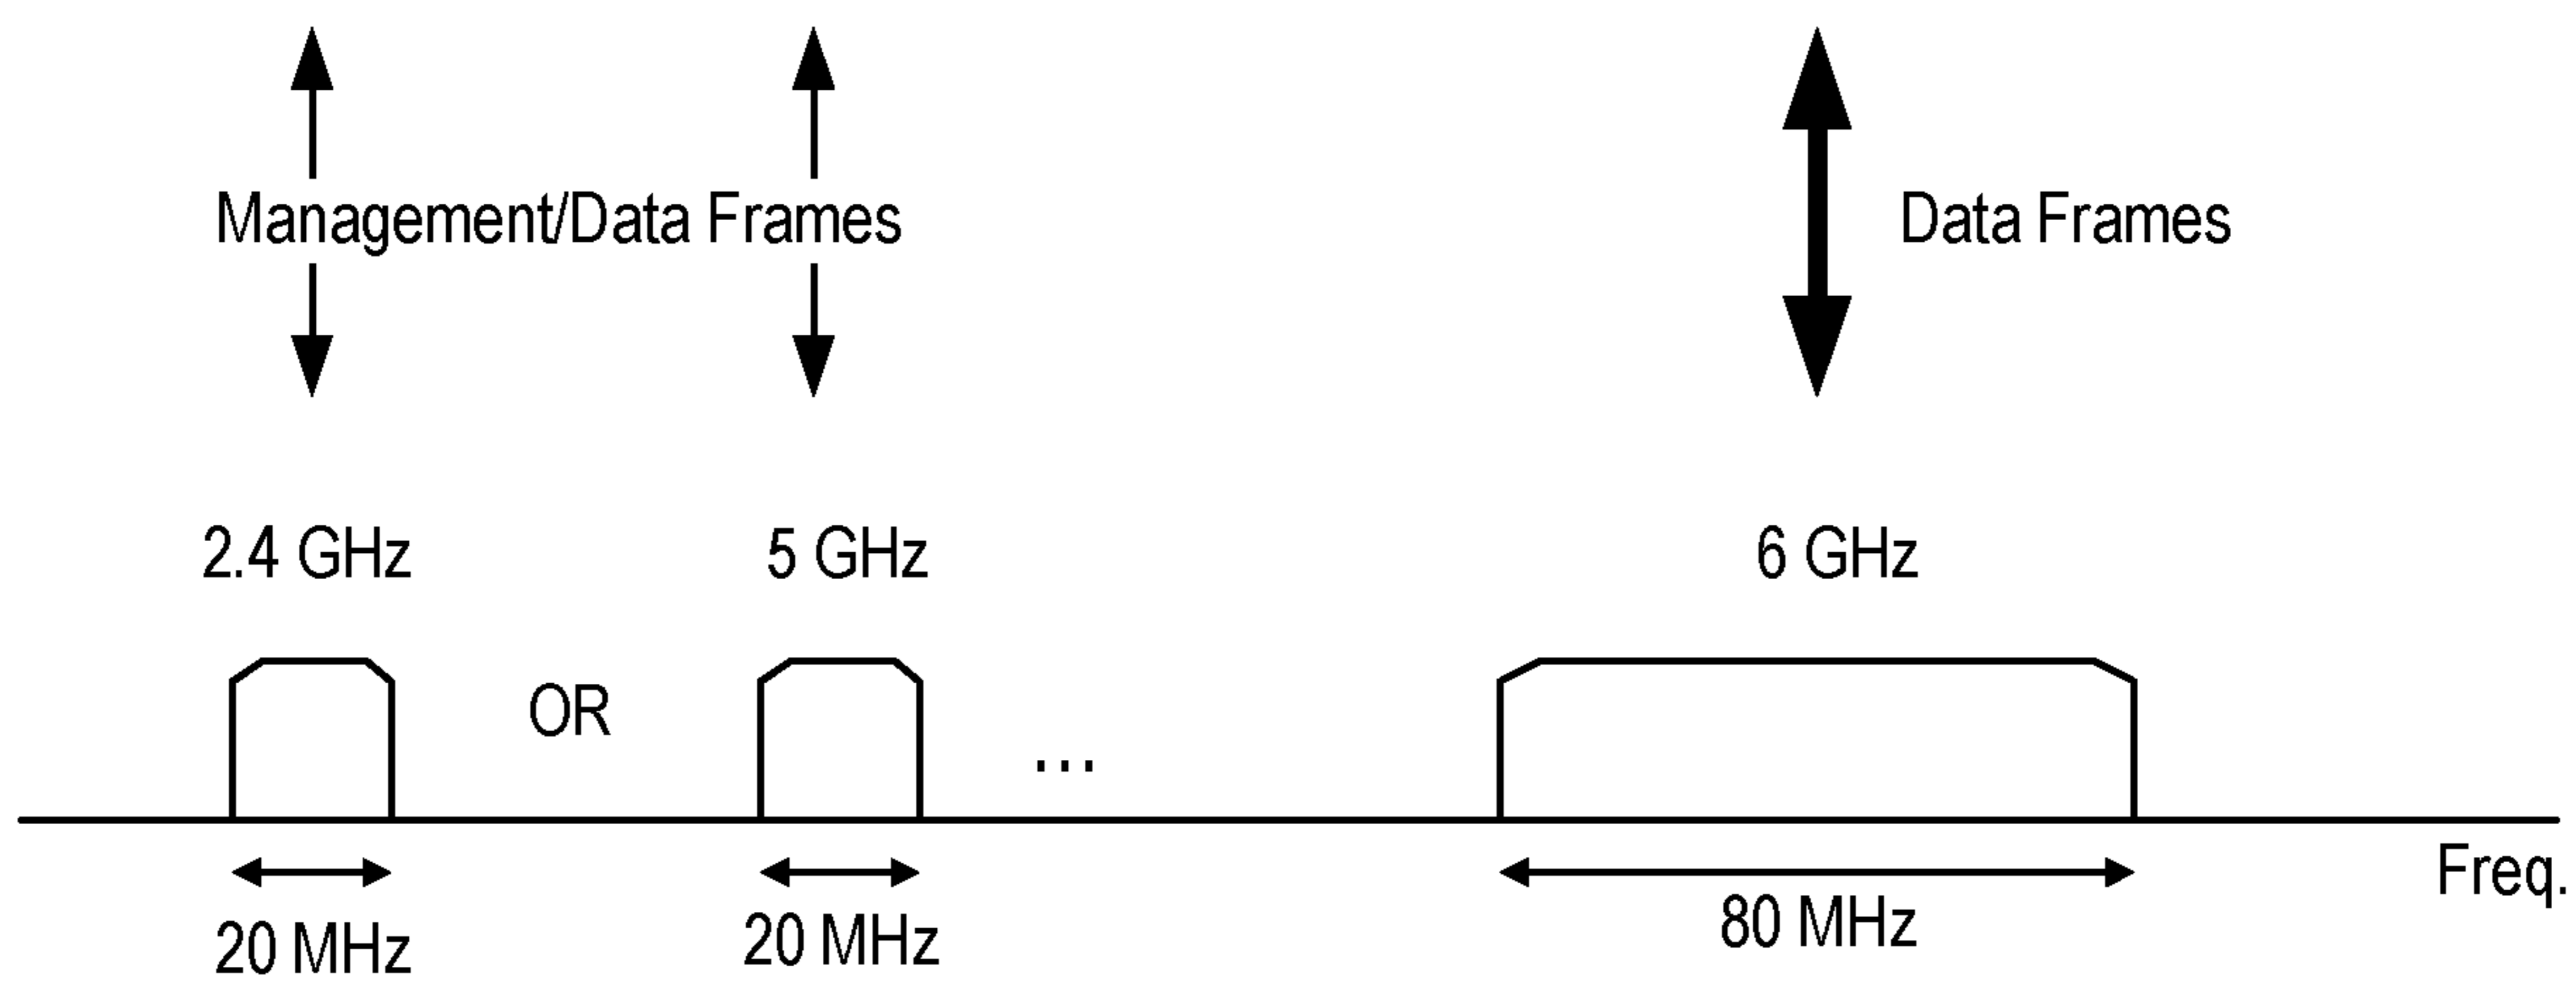 Management/Data Frames
Data Frames
2.4 GHz
5 GHz
6 GHz
OR
...
Freq.
20 MHz
20 MHz
80 MHz